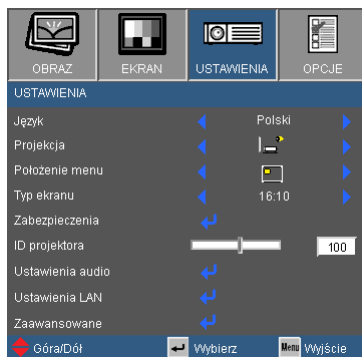 OBRAZ EKRAN USTAWIENIA OPCJE
USTAWIENIA
Język Polski
Projekcja
Położenie menu
Typ ekranu 16:10
Zabezpieczenia
ID projektora 100
Ustawienia audio
Ustawienia LAN
Zaawansowane
Góra/Dół Wybierz Menu Wyjście